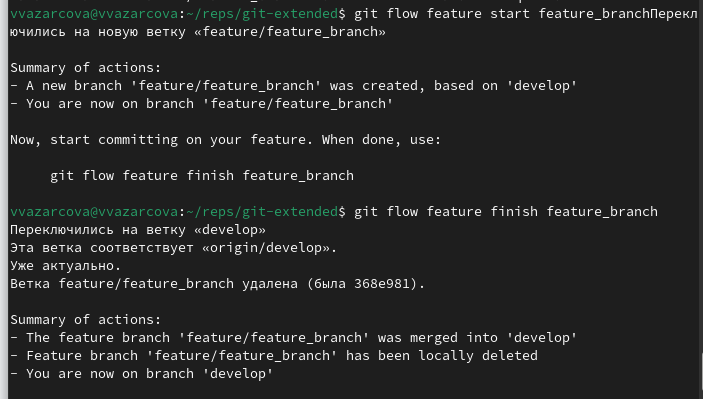 vvazarcova@vvazarcova:~/reps/git-extended$ git flow feature start feature_branchПерекл
ючились на новую ветку «feature/feature_branch»
Summary of actions:
- A new branch 'feature/feature_branch' was created, based on 'develop'
- You are now on branch 'feature/feature_branch'
Now, start committing on your feature. When done, use:
git flow feature finish feature_branch
vvazarcova@vvazarcova:~/reps/git-extended$ git flow feature finish feature_branch
Переключились на ветку «develop»
Эта ветка соответствует «origin/develop».
Уже актуально.
Ветка feature/feature_branch удалена (была 368e981).
Summary of actions:
- The feature branch 'feature/feature_branch' was merged into 'develop'
- Feature branch 'feature/feature_branch' has been locally deleted
- You are now on branch 'develop'